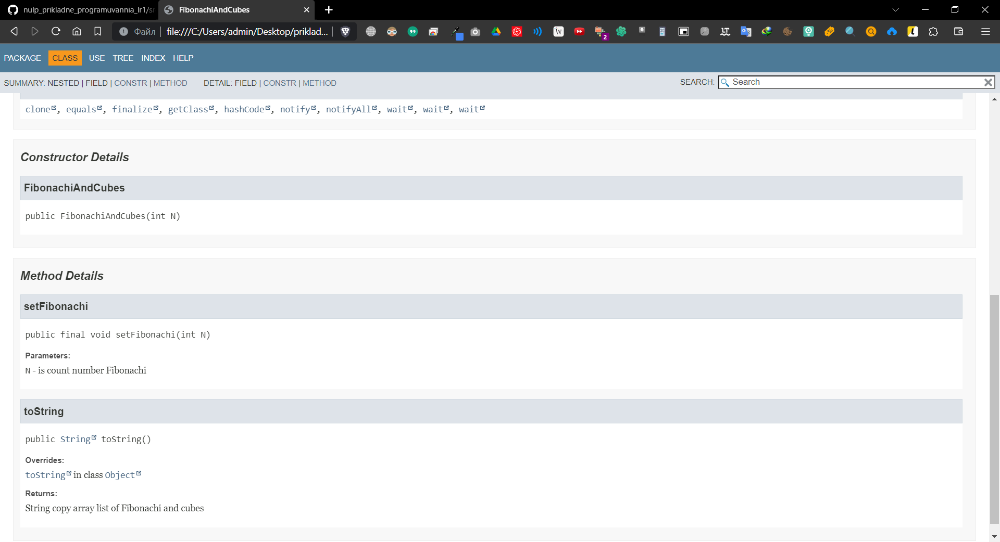 nulp_prikladne_programuvannia_lr1/sr
FibonachiAndCubes
Файл
file:///C:/Users/admin/Desktop/priklad...
W
2
PACKAGE CLASS USE TREE INDEX HELP
SUMMARY: NESTED | FIELD | CONSTR | METHOD DETAIL: FIELD | CONSTR | METHOD
SEARCH: Search
clone, equals, finalize, getClass, hashCode, notify, notifyAll, wait, wait, wait
Constructor Details
FibonachiAndCubes
public FibonachiAndCubes(int N)
Method Details
setFibonachi
public final void setFibonachi(int N)
Parameters:
N - is count number Fibonachi
toString
public String toString()
Overrides:
toString in class Object
Returns:
String copy array list of Fibonachi and cubes